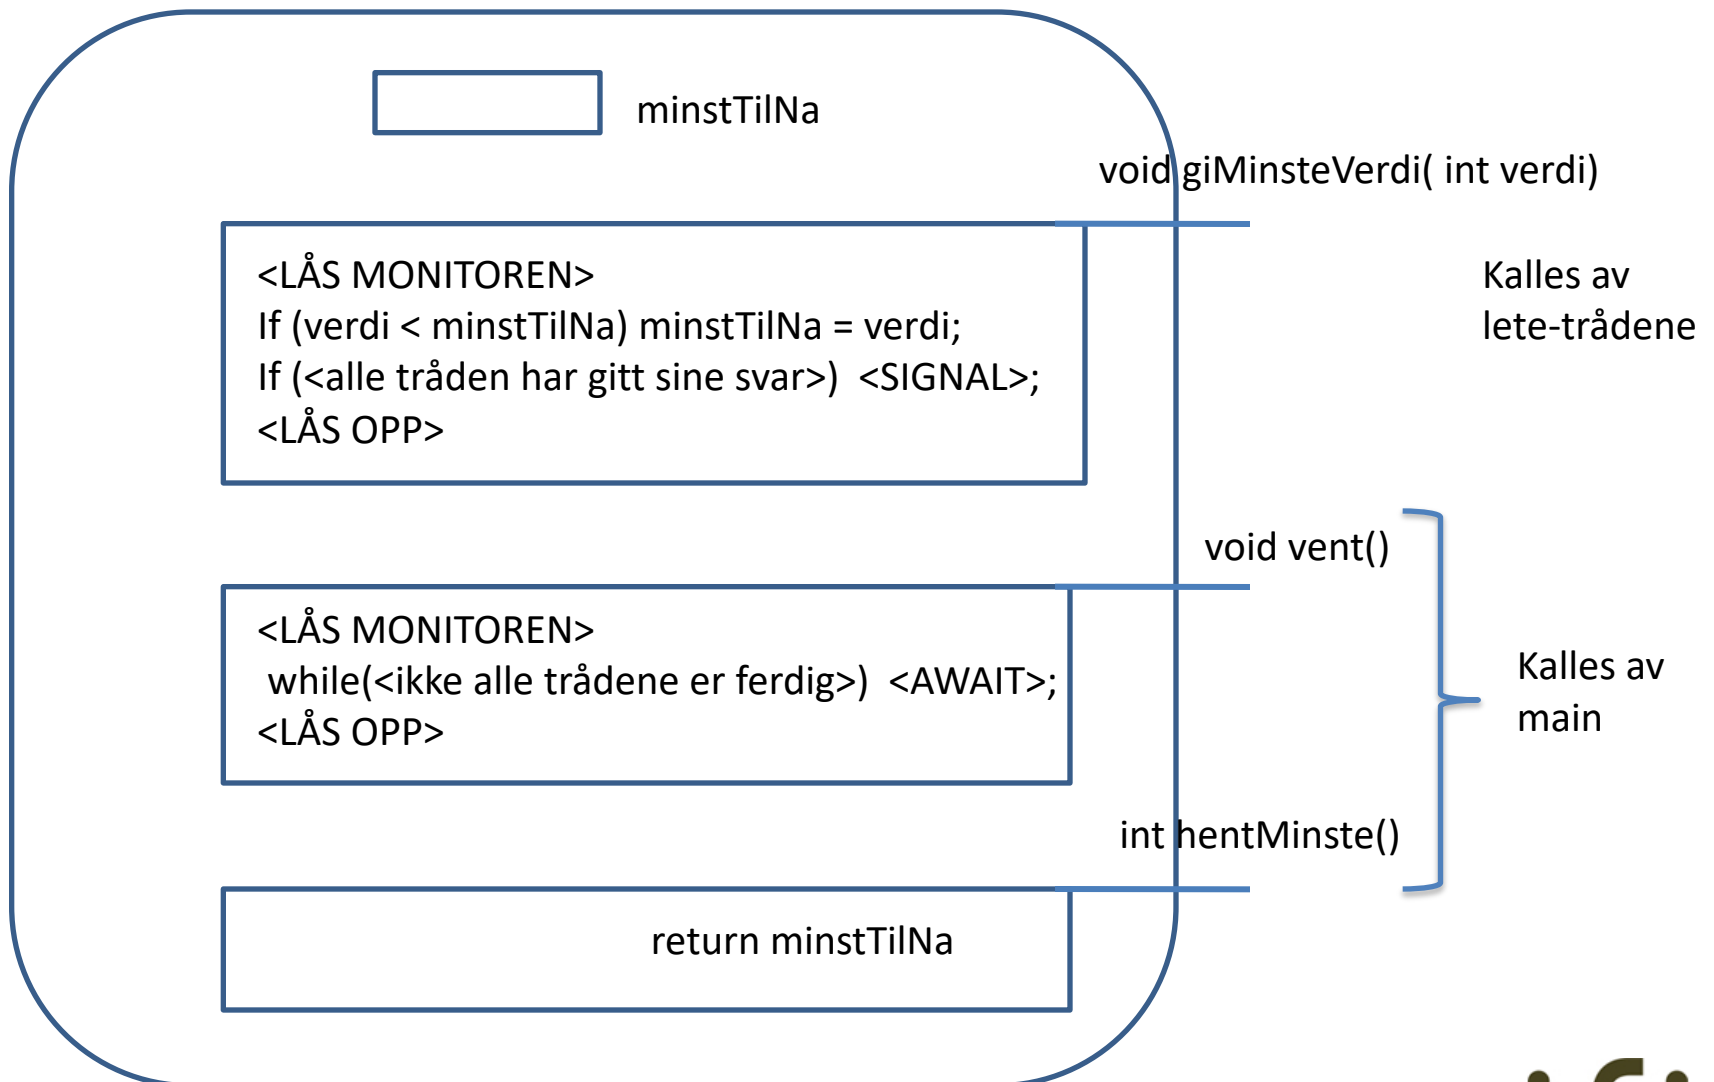 minstTilNa
void giMinsteVerdi( int verdi)
<LÅS MONITOREN>
If (verdi < minstTilNa) minstTilNa = verdi;
If (<alle tråden har gitt sine svar>) <SIGNAL>;
<LÅS OPP>
Kalles av
lete-trådene
void vent()
<LÅS MONITOREN>
while(<ikke alle trådene er ferdig>) <AWAIT>;
<LÅS OPP>
Kalles av
main
int hentMinste()
return minstTilNa